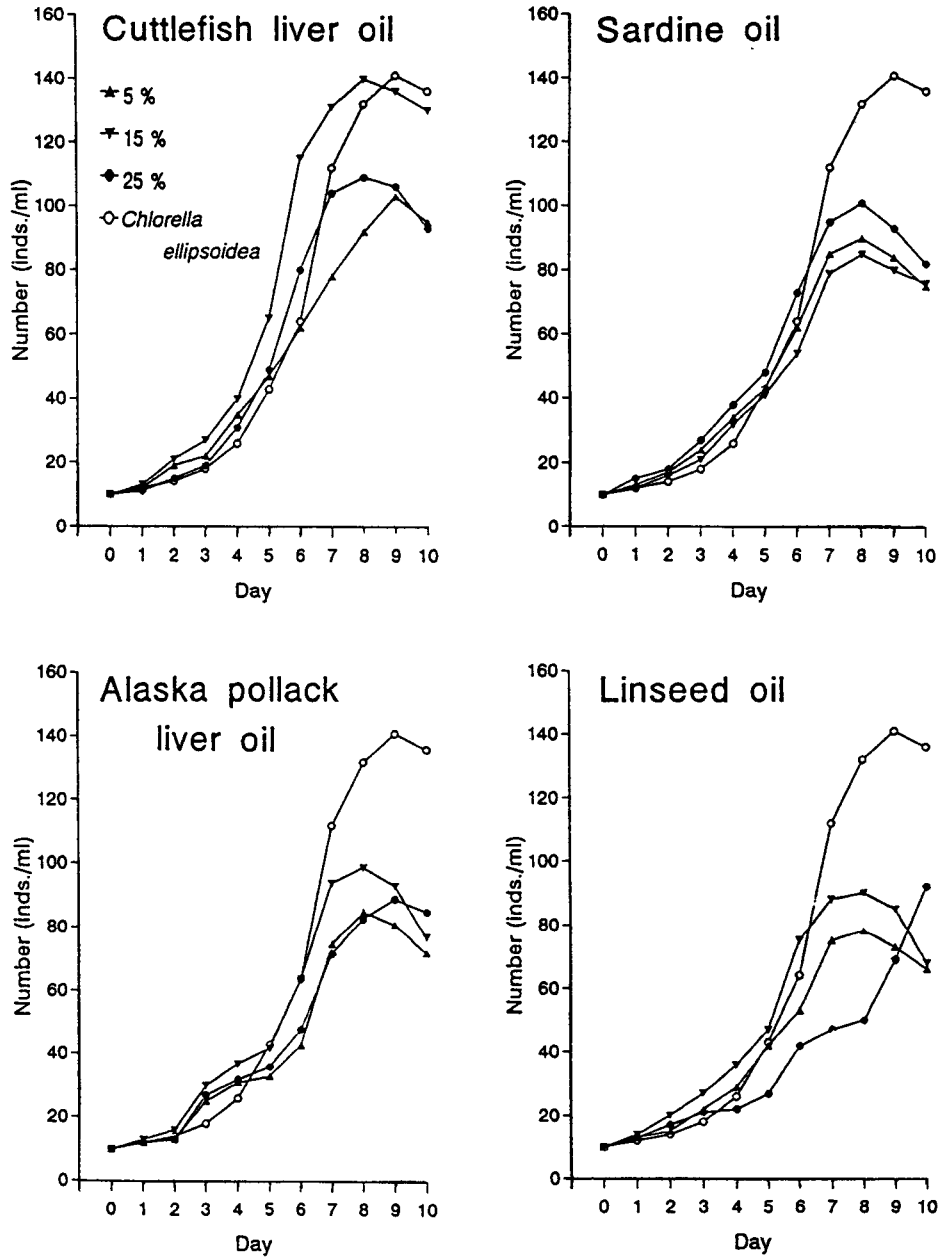 Cuttlefish liver oil
160
140
120
100
80
60
40
20
0
Number (inds./ml)
5 %
15 %
25 %
Chlorella
ellipsoidea
0 1 2 3 4 5 6 7 8 9 10
Day
Sardine oil
160
140
120
100
80
60
40
20
0
Number (inds./ml)
0 1 2 3 4 5 6 7 8 9 10
Day
Alaska pollack
liver oil
160
140
120
100
80
60
40
20
0
Number (inds./ml)
0 1 2 3 4 5 6 7 8 9 10
Day
Linseed oil
160
140
120
100
80
60
40
20
0
Number (inds./ml)
0 1 2 3 4 5 6 7 8 9 10
Day